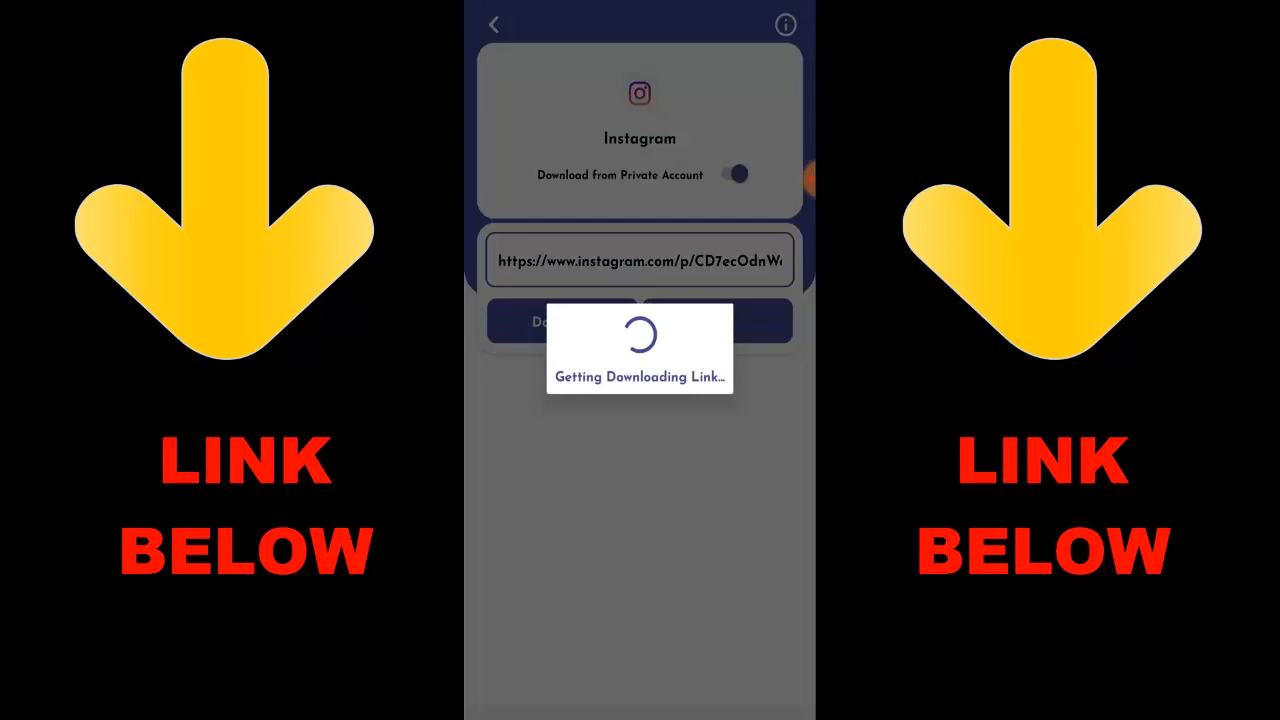 Instagram
Download from Private Account
https://www.instagram.com/p/CD7ecOdnW
Getting Downloading Link...
LINK
BELOW
LINK
BELOW